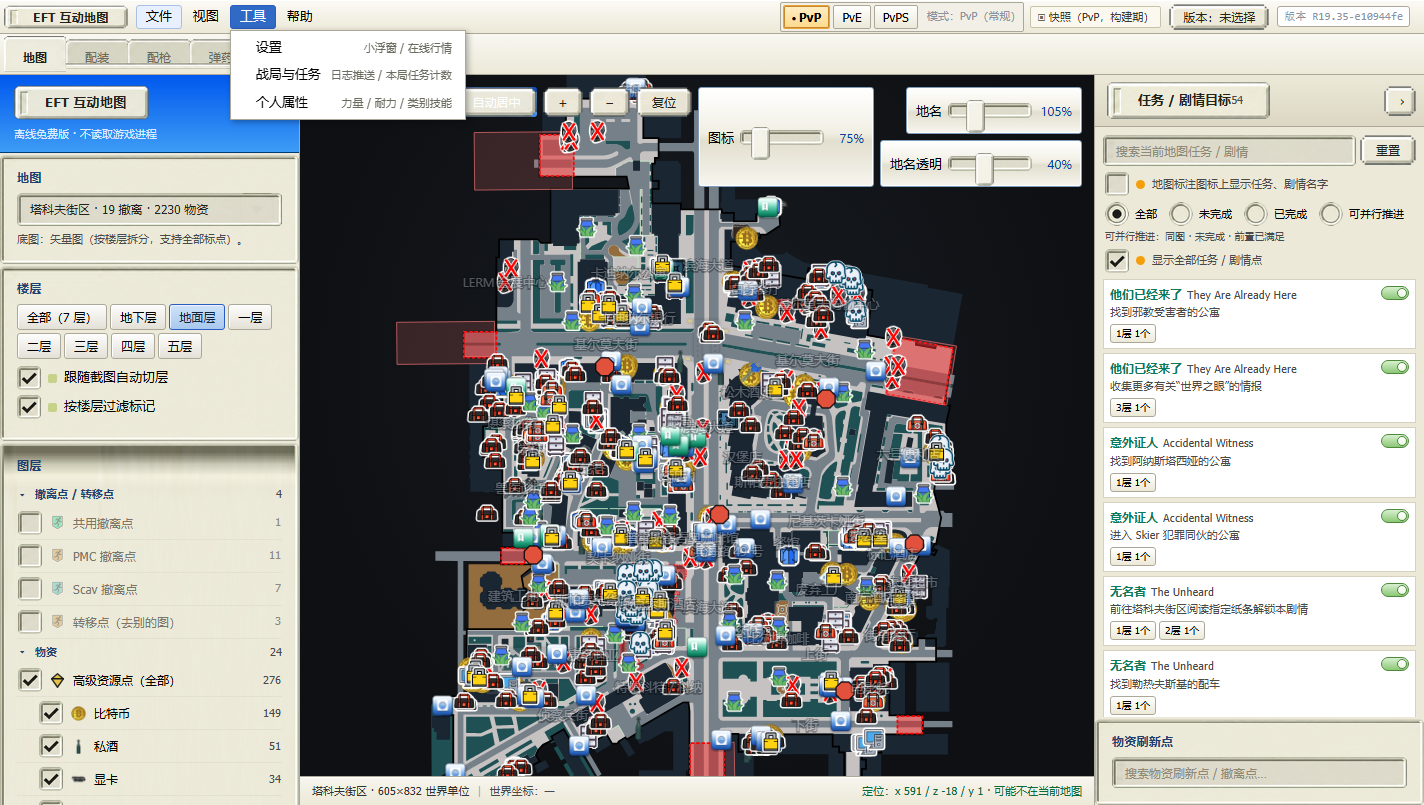 EFT 互动地图 文件 视图 工具 帮助 • PvP PvE PvPS 模式：PvP（常规） 快照（PvP，构建期） 版本：未选择 版本 R19.35-e10944fe
地图 配装 配枪 弹药
设置 小浮窗 / 在线行情
战局与任务 日志推送 / 本局任务计数
个人属性 力量 / 耐力 / 类别技能
EFT 互动地图
离线免费版 · 不读取游戏进程
地图
塔科夫街区 · 19 撤离 · 2230 物资
底图：矢量图（按楼层拆分，支持全部标点）。
楼层
全部（7 层） 地下层 地面层 一层
二层 三层 四层 五层
跟随截图自动切层
按楼层过滤标记
图层
撤离点 / 转移点 4
共用撤离点 1
PMC 撤离点 11
Scav 撤离点 7
转移点（去别的图） 3
物资 24
高级资源点（全部） 276
比特币 149
私酒 51
显卡 34
自动居中 + − 复位
图标 75%
地名 105%
地名透明 40%
基尔莫夫街
基尔莫夫街
下街
塔科夫街区 · 605×832 世界单位 | 世界坐标：—
定位：x 591 / z -18 / y 1 · 可能不在当前地图
任务 / 剧情目标54 ›
搜索当前地图任务 / 剧情 重置
地图标注图标上显示任务、剧情名字
全部 未完成 已完成 可并行推进
可并行推进：同图 · 未完成 · 前置已满足
显示全部任务 / 剧情点
他们已经来了 They Are Already Here
找到邪教受害者的公寓
1层 1个
他们已经来了 They Are Already Here
收集更多有关"世界之眼"的情报
3层 1个
意外证人 Accidental Witness
找到阿纳斯塔西娅的公寓
1层 1个
意外证人 Accidental Witness
进入 Skier 犯罪同伙的公寓
1层 1个
无名者 The Unheard
前往塔科夫街区阅读指定纸条解锁本剧情
1层 1个 2层 1个
无名者 The Unheard
找到勒热夫斯基的配车
1层 1个
物资刷新点
搜索物资刷新点 / 撤离点...